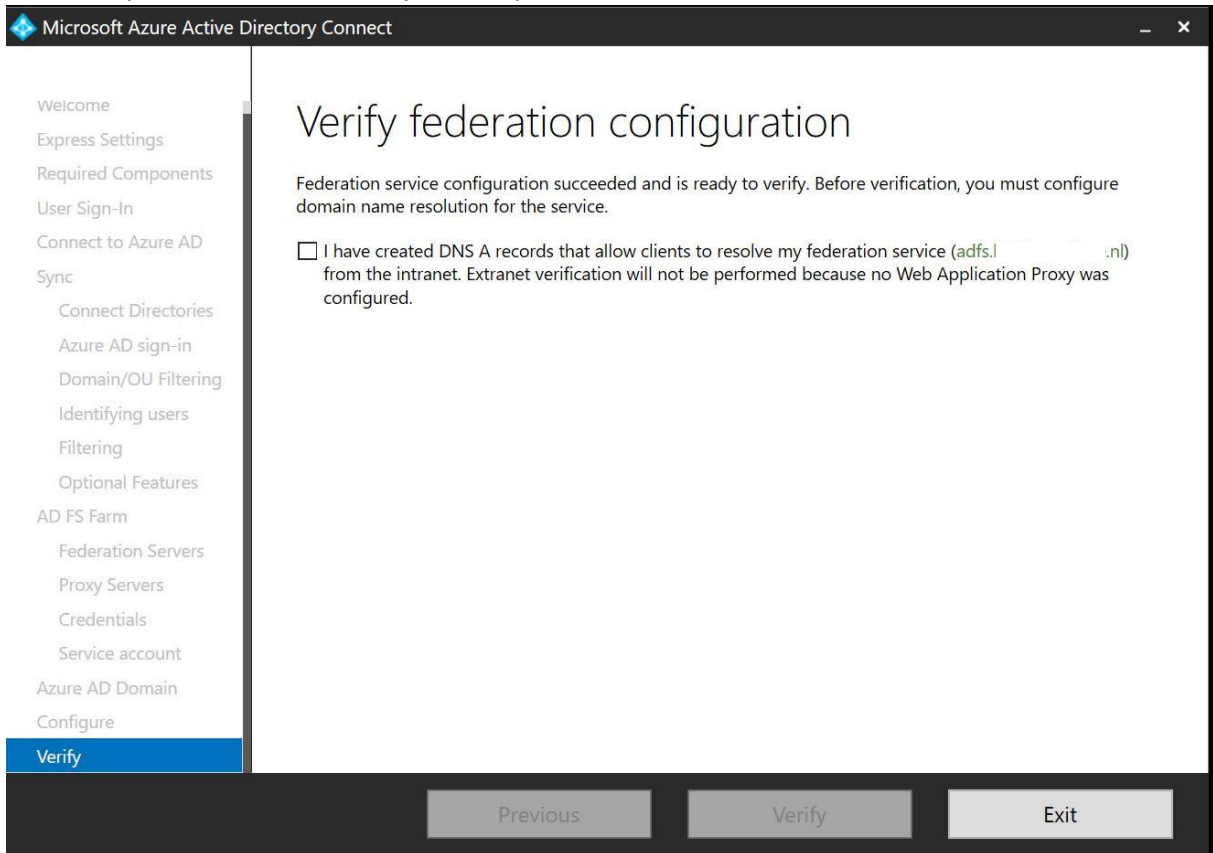 Microsoft Azure Active Directory Connect
Welcome
Express Settings
Required Components
User Sign-In
Connect to Azure AD
Sync
Connect Directories
Azure AD sign-in
Domain/OU Filtering
Identifying users
Filtering
Optional Features
AD FS Farm
Federation Servers
Proxy Servers
Credentials
Service account
Azure AD Domain
Configure
Verify
Verify federation configuration
Federation service configuration succeeded and is ready to verify. Before verification, you must configure
domain name resolution for the service.
I have created DNS A records that allow clients to resolve my federation service (adfs. .nl)
from the intranet. Extranet verification will not be performed because no Web Application Proxy was
configured.
Previous
Verify
Exit